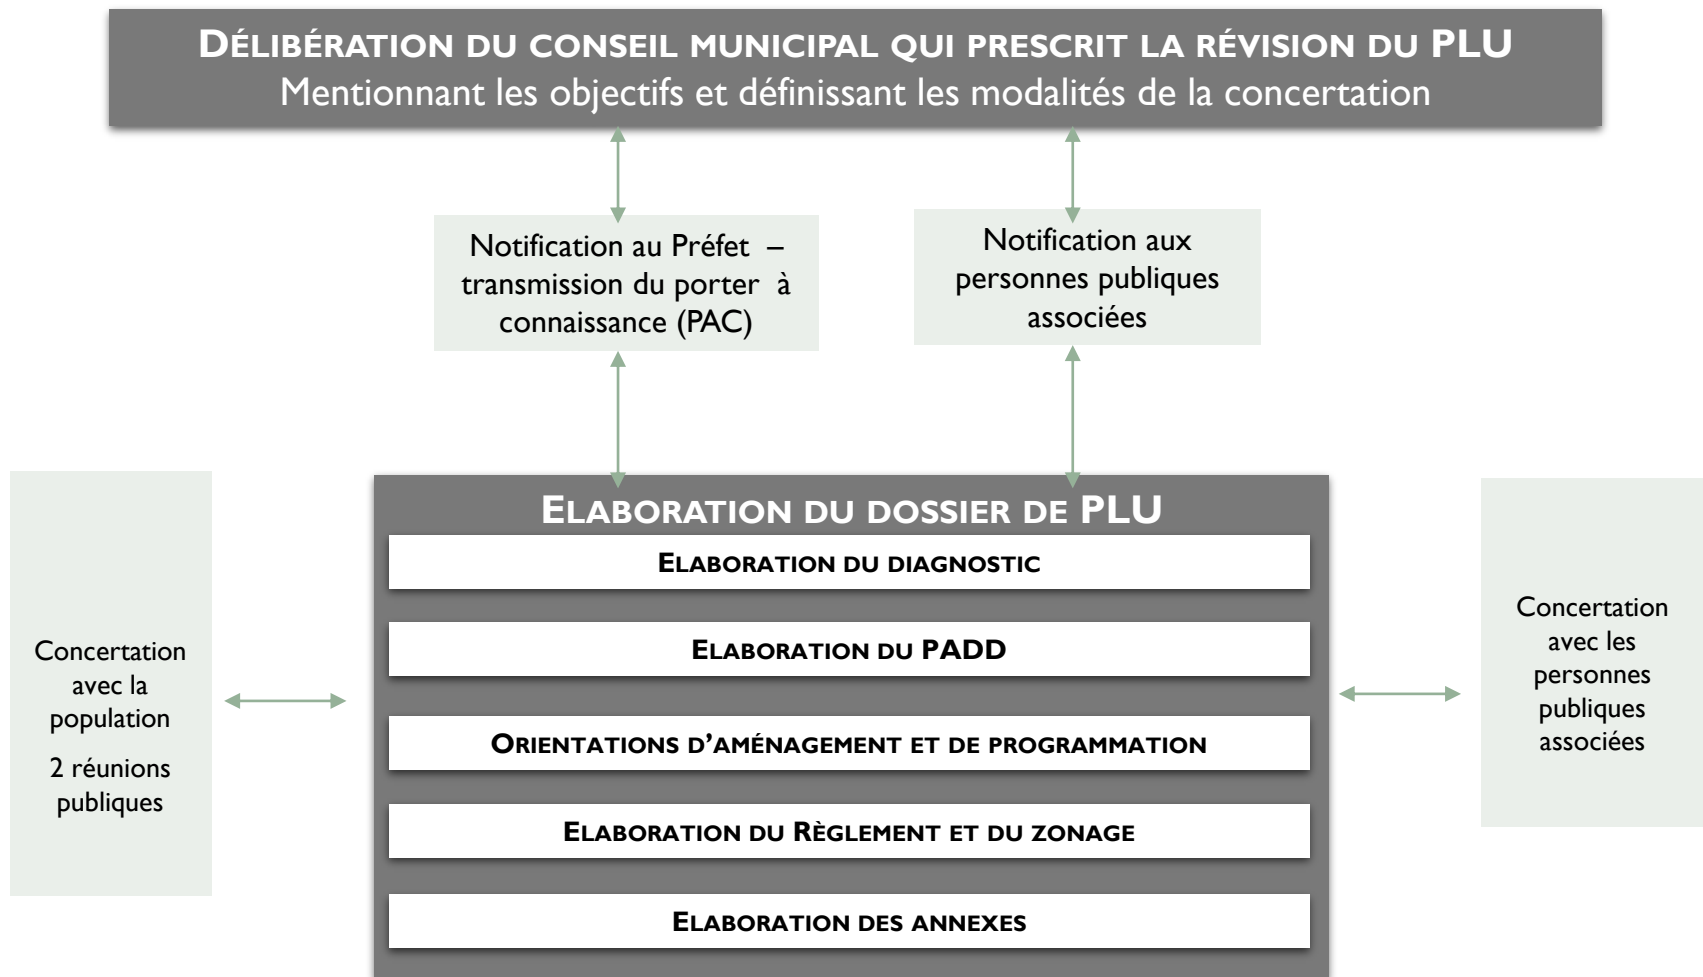 DÉLIBÉRATION DU CONSEIL MUNICIPAL QUI PRESCRIT LA RÉVISION DU PLU
Mentionnant les objectifs et définissant les modalités de la concertation
Notification au Préfet –
transmission du porter à
connaissance (PAC)
Notification aux
personnes publiques
associées
ELABORATION DU DOSSIER DE PLU
ELABORATION DU DIAGNOSTIC
ELABORATION DU PADD
ORIENTATIONS D’AMÉNAGEMENT ET DE PROGRAMMATION
ELABORATION DU RÈGLEMENT ET DU ZONAGE
ELABORATION DES ANNEXES
Concertation
avec la
population
2 réunions
publiques
Concertation
avec les
personnes
publiques
associées